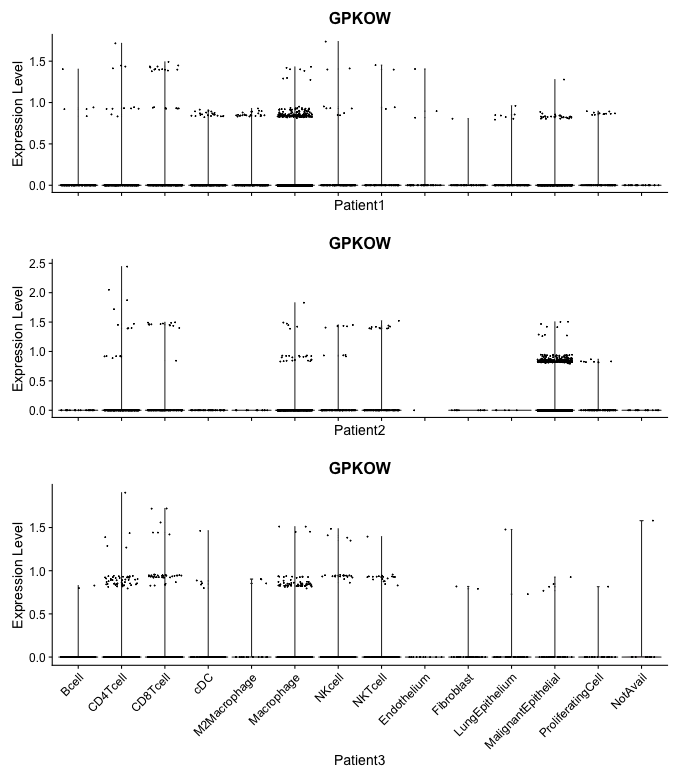 GPKOW
Expression Level
1.5
1.0
0.5
0.0
Patient1
GPKOW
Expression Level
2.5
2.0
1.5
1.0
0.5
0.0
Patient2
GPKOW
Expression Level
1.5
1.0
0.5
0.0
Bcell
CD4Tcell
CD8Tcell
cDC
M2Macrophage
Macrophage
NKcell
NKTcell
Endothelium
Fibroblast
LungEpithelium
MalignantEpithelial
ProliferatingCell
NotAvail
Patient3